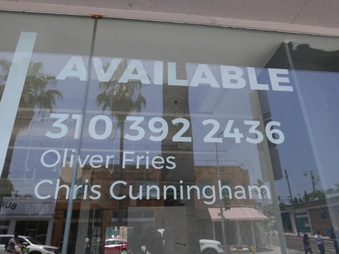 AVAILABLE
310 392 2436
Oliver Fries
Chris Cunningham